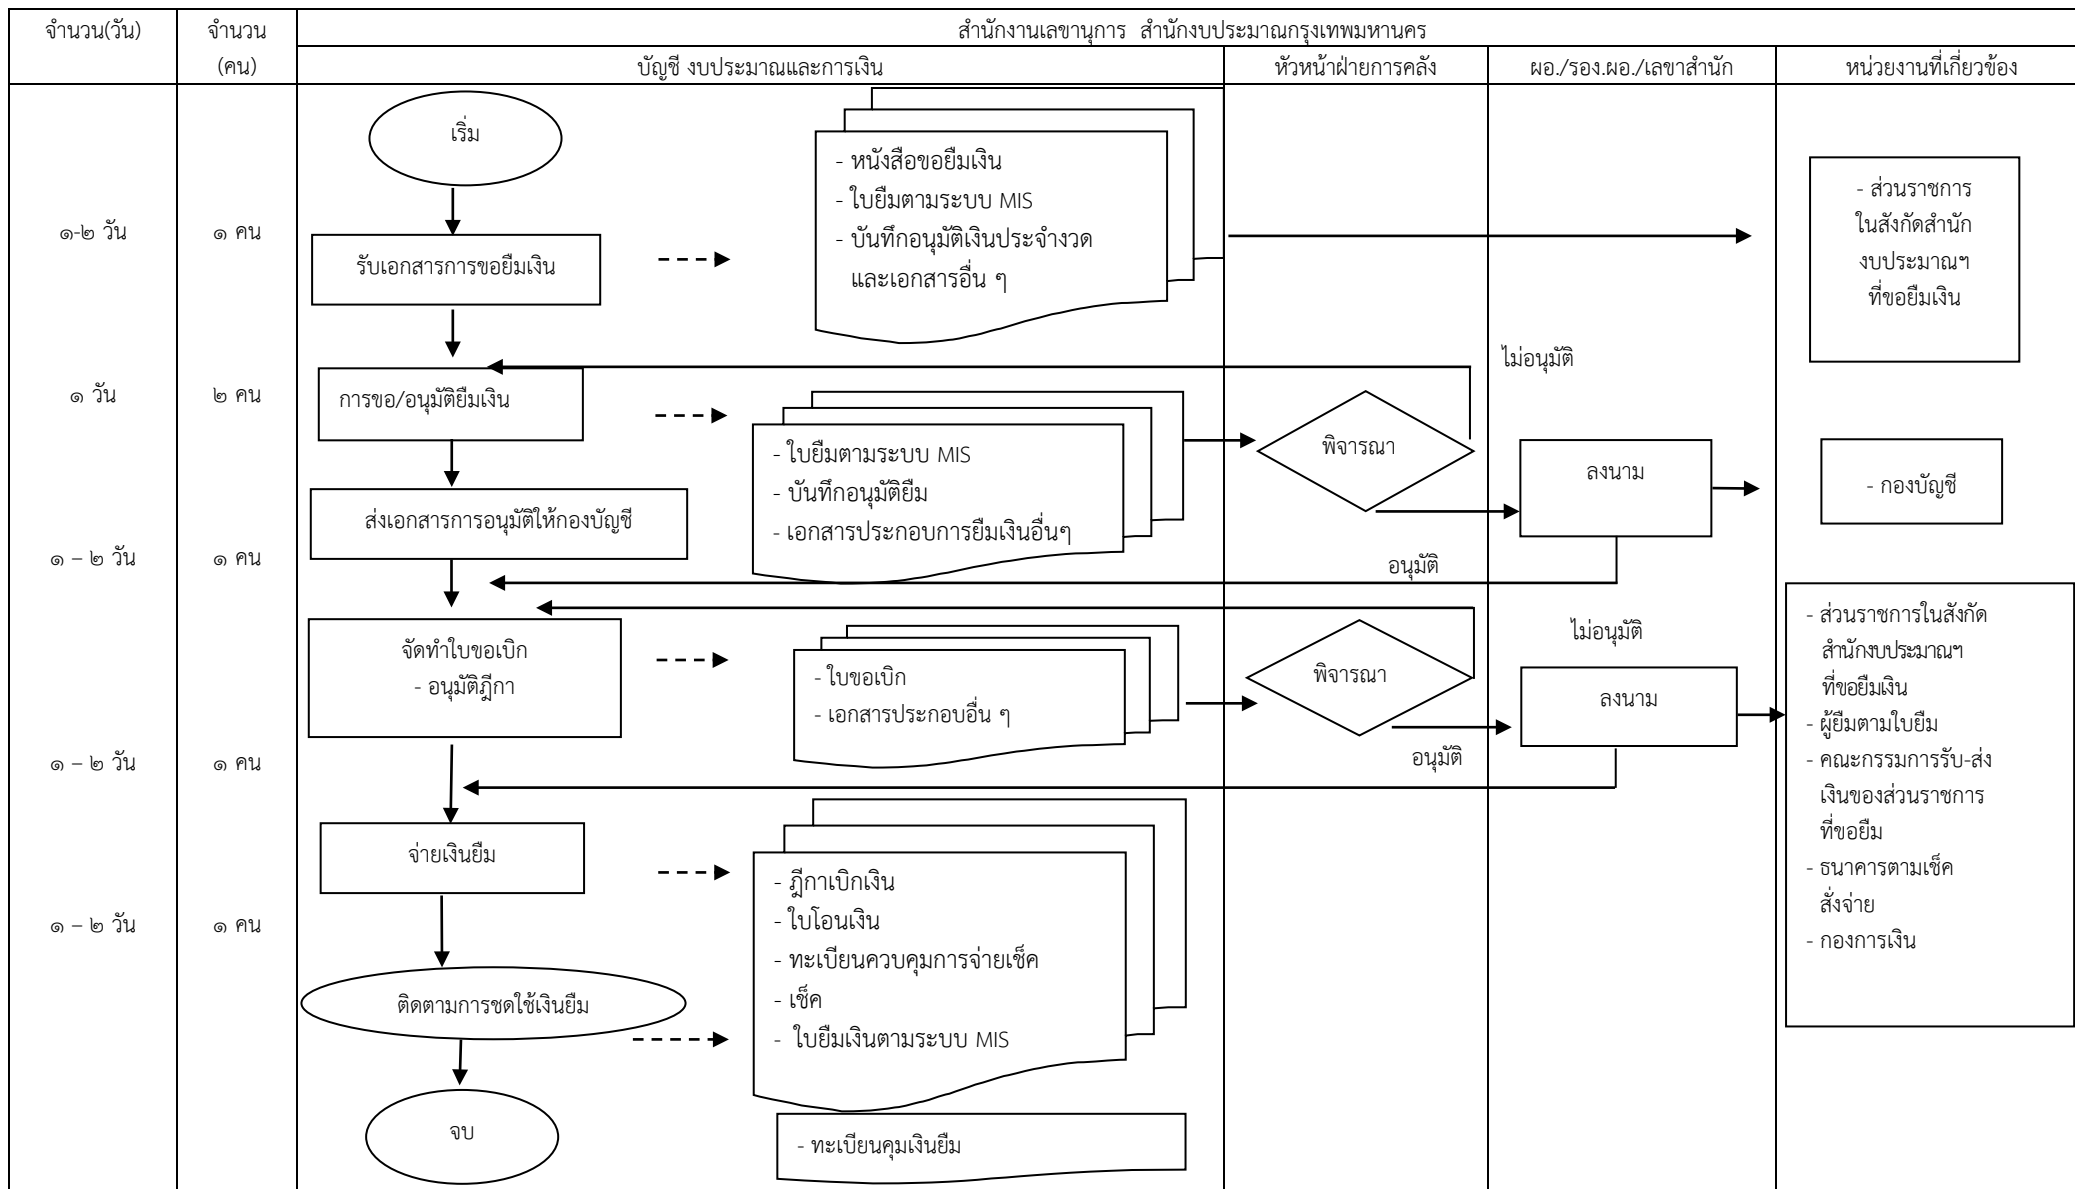 จำนวน(วัน)
จำนวน
(คน)
สำนักงานเลขานุการ สำนักงบประมาณกรุงเทพมหานคร
บัญชี งบประมาณและการเงิน
หัวหน้าฝ่ายการคลัง
ผอ./รอง.ผอ./เลขาสำนัก
หน่วยงานที่เกี่ยวข้อง
เริ่ม
- หนังสือขอยืมเงิน
- ใบยืมตามระบบ MIS
- บันทึกอนุมัติเงินประจำงวด
และเอกสารอื่น ๆ
- ส่วนราชการ
ในสังกัดสำนัก
งบประมาณฯ
ที่ขอยืมเงิน
๑-๒ วัน
๑ คน
รับเอกสารการขอยืมเงิน
ไม่อนุมัติ
๑ วัน
๒ คน
การขอ/อนุมัติยืมเงิน
- ใบยืมตามระบบ MIS
- บันทึกอนุมัติยืม
- เอกสารประกอบการยืมเงินอื่นๆ
พิจารณา
ลงนาม
- กองบัญชี
ส่งเอกสารการอนุมัติให้กองบัญชี
๑ – ๒ วัน
๑ คน
อนุมัติ
จัดทำใบขอเบิก
- อนุมัติฎีกา
- ใบขอเบิก
- เอกสารประกอบอื่น ๆ
พิจารณา
ไม่อนุมัติ
ลงนาม
อนุมัติ
- ส่วนราชการในสังกัด
สำนักงบประมาณฯ
ที่ขอยืมเงิน
- ผู้ยืมตามใบยืม
- คณะกรรมการรับ-ส่ง
เงินของส่วนราชการ
ที่ขอยืม
- ธนาคารตามเช็ค
สั่งจ่าย
- กองการเงิน
๑ – ๒ วัน
๑ คน
จ่ายเงินยืม
- ฎีกาเบิกเงิน
- ใบโอนเงิน
- ทะเบียนควบคุมการจ่ายเช็ค
- เช็ค
- ใบยืมเงินตามระบบ MIS
๑ – ๒ วัน
๑ คน
ติดตามการชดใช้เงินยืม
จบ
- ทะเบียนคุมเงินยืม